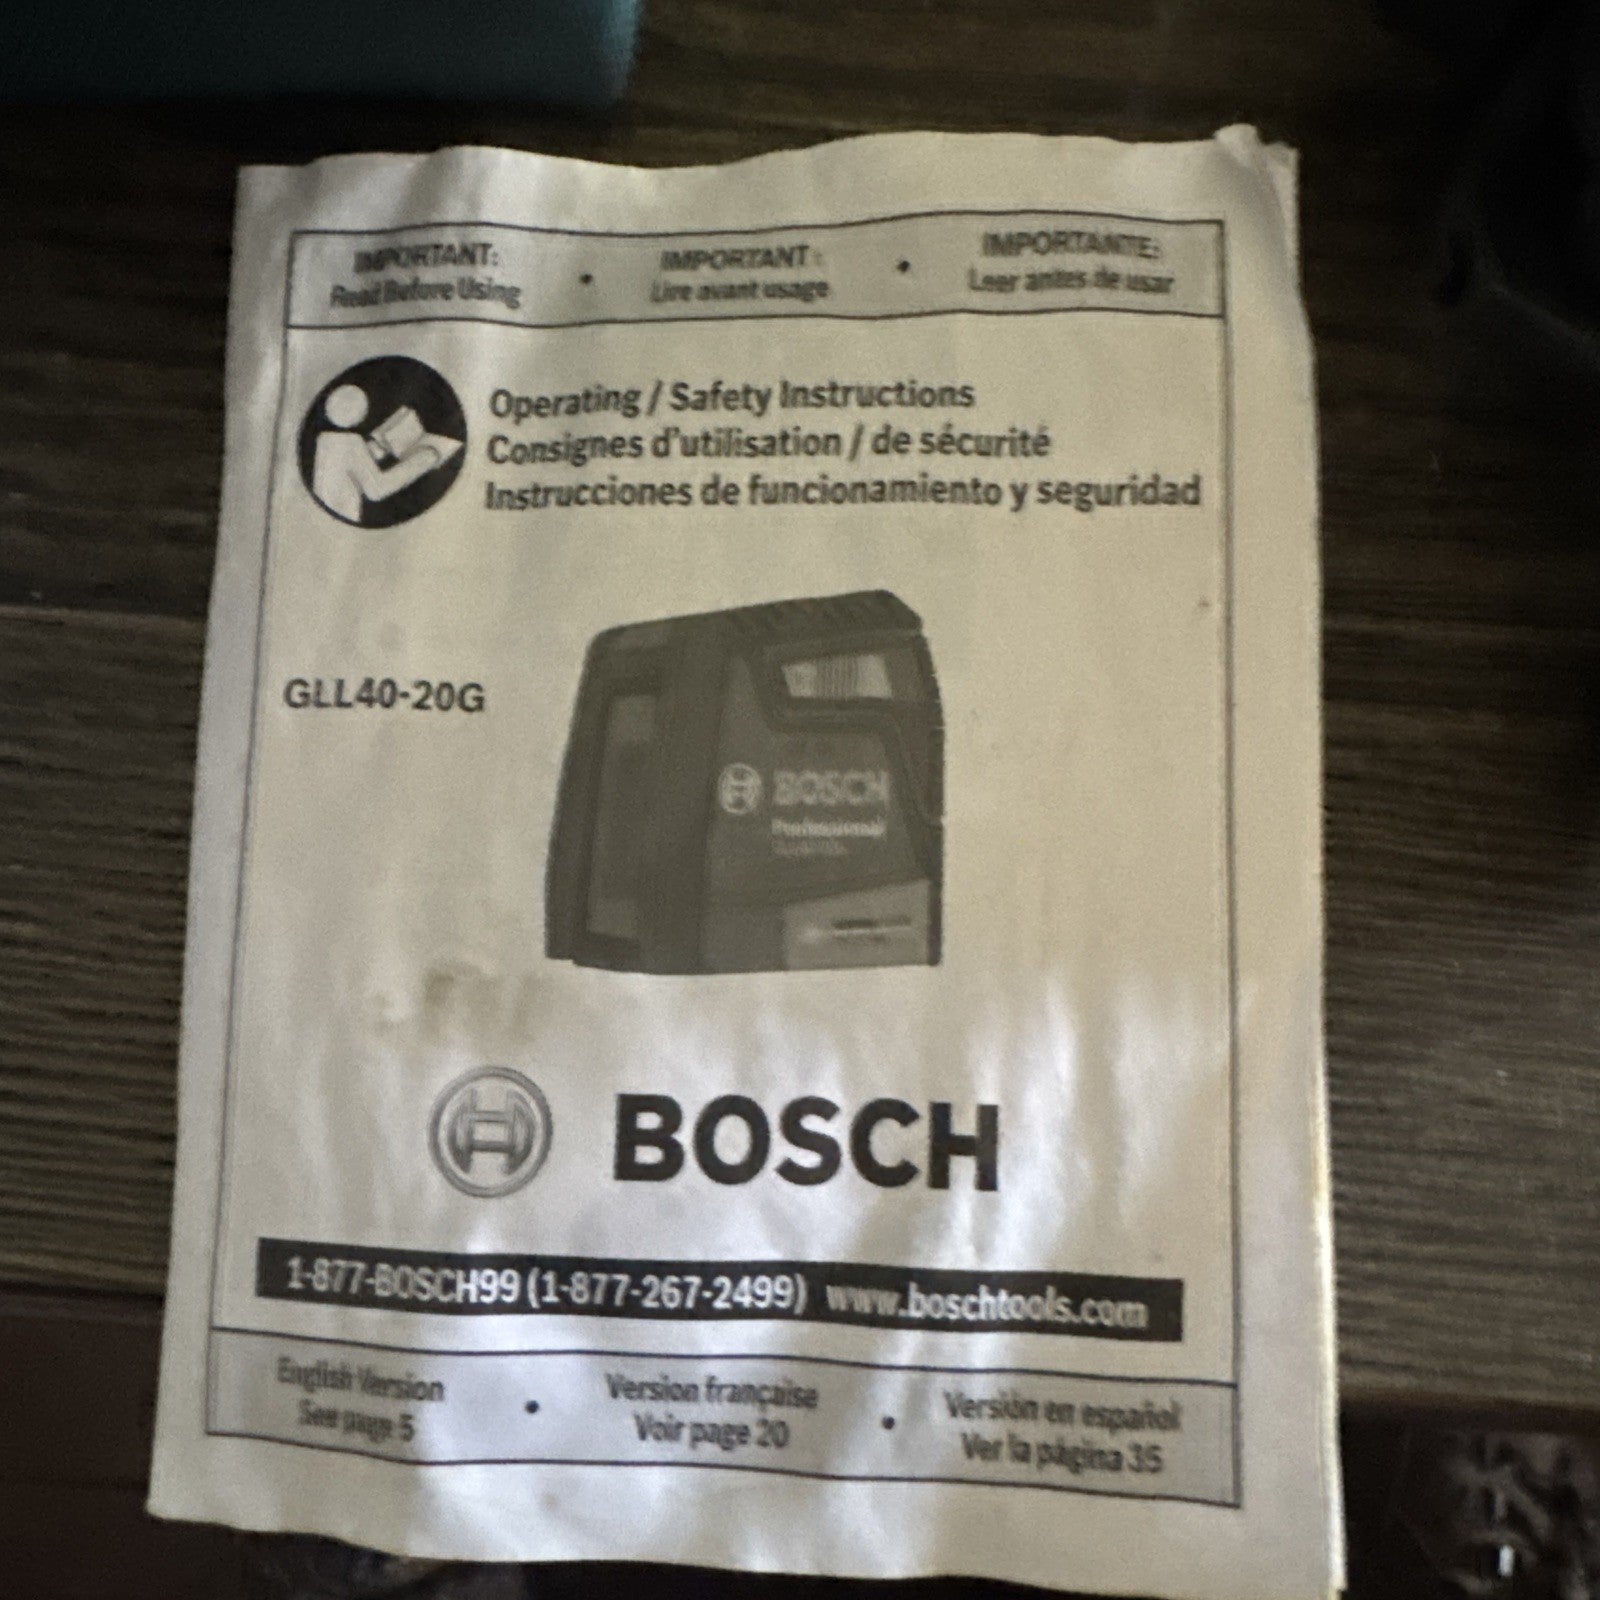 IMPORTANT:
Read Before Using
•
IMPORTANT :
Lire avant usage
•
IMPORTANTE:
Leer antes de usar
Operating / Safety Instructions
Consignes d'utilisation / de sécurité
Instrucciones de funcionamiento y seguridad
GLL40-20G
BOSCH
Professional
BOSCH
1-877-BOSCH99 (1-877-267-2499) www.boschtools.com
English Version
See page 5
•
Version française
Voir page 20
•
Versión en español
Ver la página 35